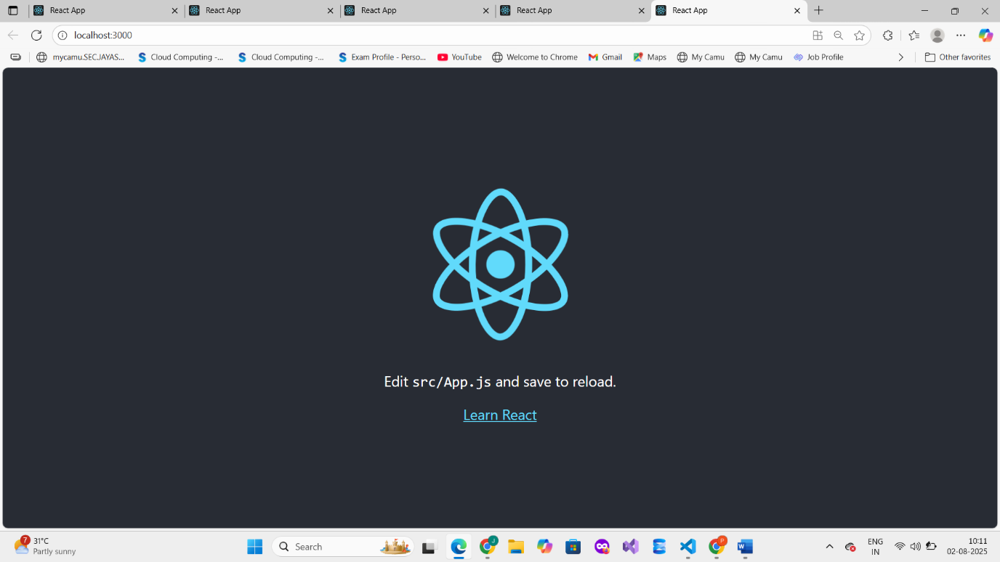 React App
React App
React App
React App
React App
localhost:3000
mycamu.SECJAYAS...
Cloud Computing -...
Cloud Computing -...
Exam Profile - Perso...
YouTube
Welcome to Chrome
Gmail
Maps
My Camu
My Camu
Job Profile
Other favorites
Edit src/App.js and save to reload.
Learn React
7
31°C
Partly sunny
Search
J
P
ENG
IN
10:11
02-08-2025